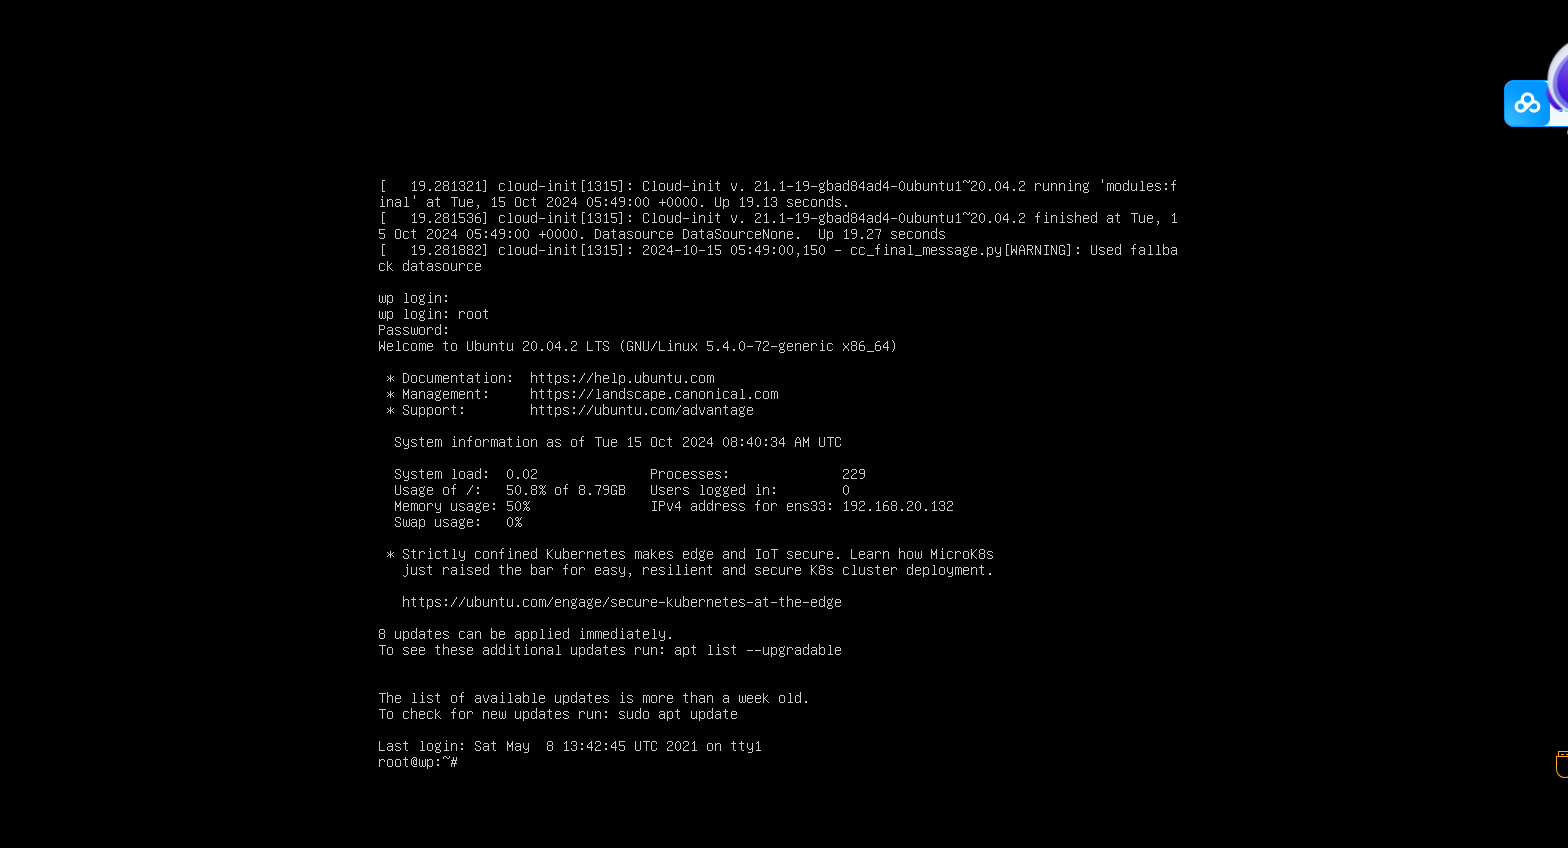 [   19.281321] cloud-init[1315]: Cloud-init v. 21.1-19-gbad84ad4-0ubuntu1~20.04.2 running 'modules:f
inal' at Tue, 15 Oct 2024 05:49:00 +0000. Up 19.13 seconds.
[   19.281536] cloud-init[1315]: Cloud-init v. 21.1-19-gbad84ad4-0ubuntu1~20.04.2 finished at Tue, 1
5 Oct 2024 05:49:00 +0000. Datasource DataSourceNone.  Up 19.27 seconds
[   19.281882] cloud-init[1315]: 2024-10-15 05:49:00,150 - cc_final_message.py[WARNING]: Used fallba
ck datasource
wp login:
wp login: root
Password:
Welcome to Ubuntu 20.04.2 LTS (GNU/Linux 5.4.0-72-generic x86_64)
 * Documentation:  https://help.ubuntu.com
 * Management:     https://landscape.canonical.com
 * Support:        https://ubuntu.com/advantage
  System information as of Tue 15 Oct 2024 08:40:34 AM UTC
  System load:  0.02              Processes:              229
  Usage of /:   50.8% of 8.79GB   Users logged in:        0
  Memory usage: 50%               IPv4 address for ens33: 192.168.20.132
  Swap usage:   0%
 * Strictly confined Kubernetes makes edge and IoT secure. Learn how MicroK8s
   just raised the bar for easy, resilient and secure K8s cluster deployment.
   https://ubuntu.com/engage/secure-kubernetes-at-the-edge
8 updates can be applied immediately.
To see these additional updates run: apt list --upgradable
The list of available updates is more than a week old.
To check for new updates run: sudo apt update
Last login: Sat May  8 13:42:45 UTC 2021 on tty1
root@wp:~#